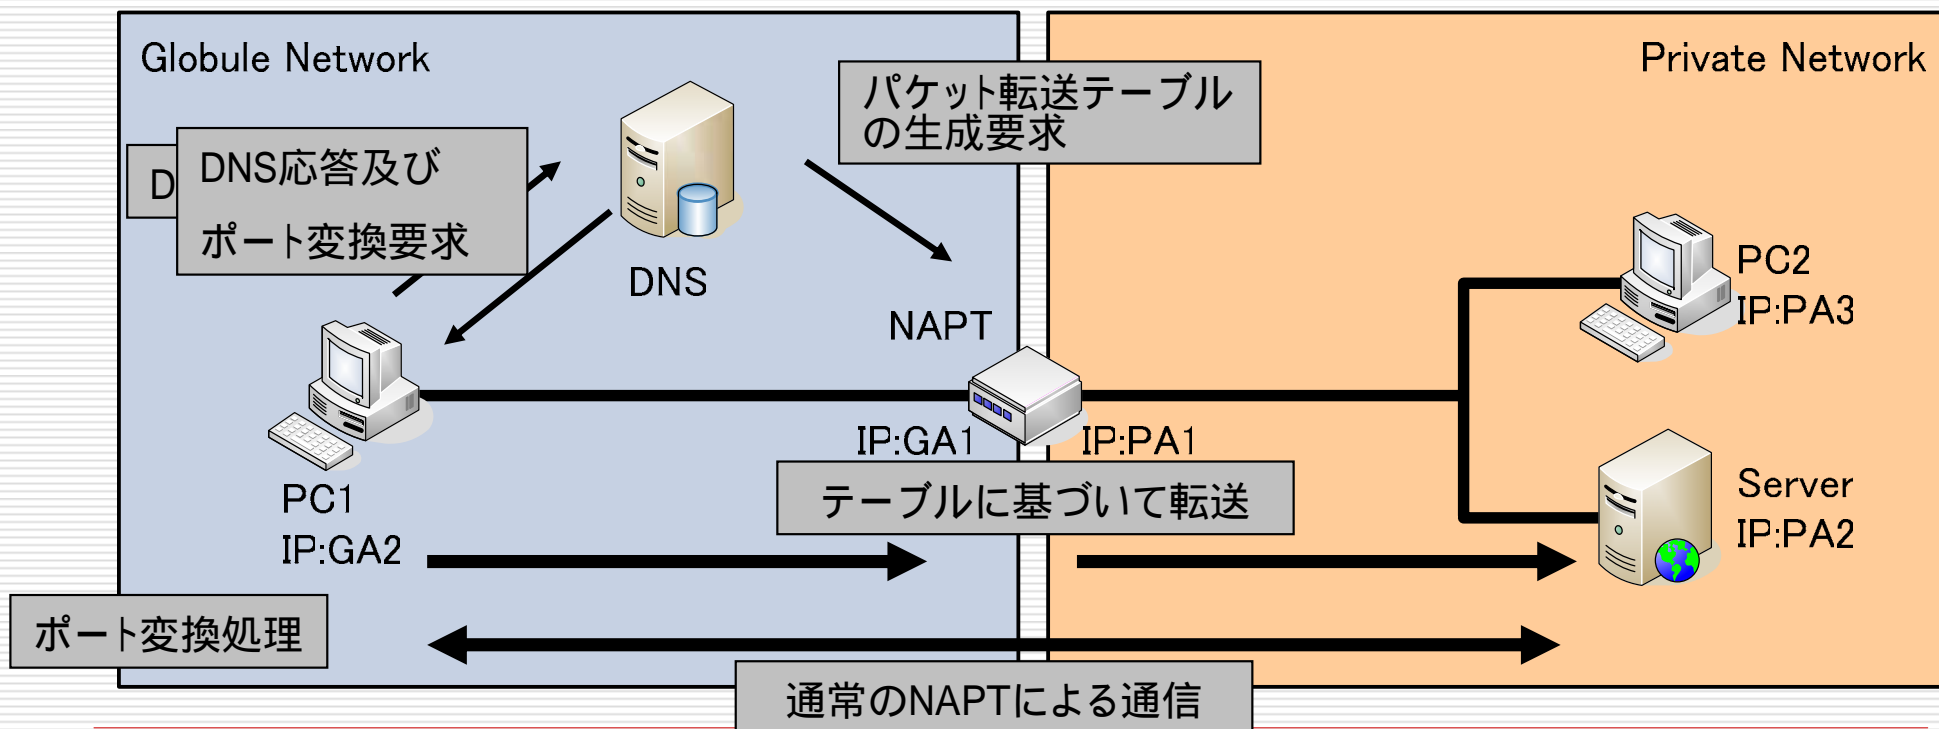 Globule Network
Private Network
パケット転送テーブル
の生成要求
D
DNS応答及び
ポート変換要求
DNS
NAPT
PC2
IP:PA3
IP:GA1
IP:PA1
PC1
IP:GA2
テーブルに基づいて転送
Server
IP:PA2
ポート変換処理
通常のNAPTによる通信